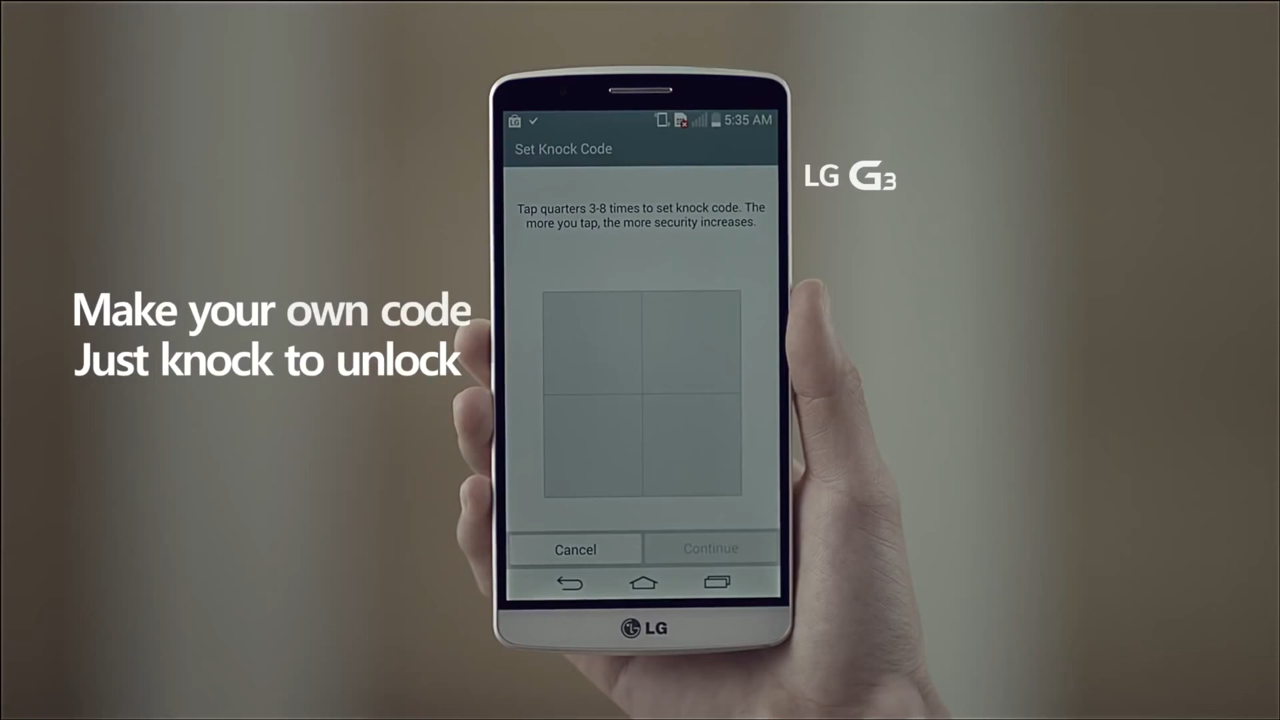 5:35 AM
Set Knock Code
LG G3
Tap quarters 3-8 times to set knock code. The
more you tap, the more security increases.
Make your own code
Just knock to unlock
Cancel
Continue
LG